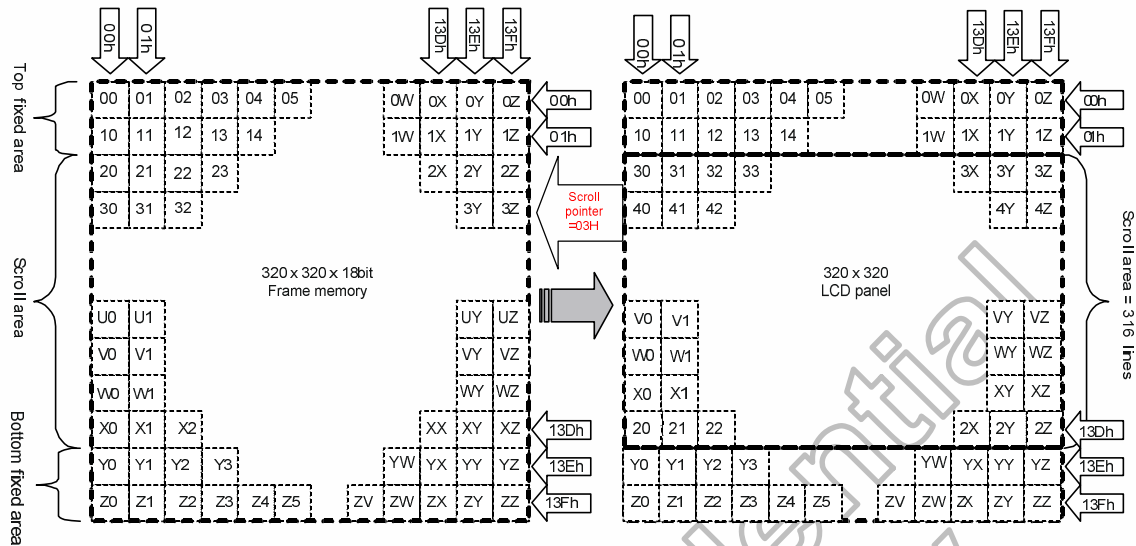 00h 01h 13Dh 13Eh 13Fh 00h 01h 13Dh 13Eh 13Fh
Top fixed area
00 01 02 03 04 05 0W 0X 0Y 0Z 00h 00 01 02 03 04 05 0W 0X 0Y 0Z 00h
10 11 12 13 14 1W 1X 1Y 1Z 01h 10 11 12 13 14 1W 1X 1Y 1Z 01h
20 21 22 23 2X 2Y 2Z 30 31 32 33 3X 3Y 3Z
30 31 32 3Y 3Z 40 41 42 4Y 4Z
Scroll
pointer
=03H
Scroll area
320 x 320 x 18bit
Frame memory
320 x 320
LCD panel
Scroll area = 316 lines
U0 U1 UY UZ V0 V1 VY VZ
V0 V1 VY VZ W0 W1 WY WZ
W0 W1 WY WZ X0 X1 XY XZ
X0 X1 X2 XX XY XZ 13Dh 20 21 22 2X 2Y 2Z 13Dh
Bottom fixed area
Y0 Y1 Y2 Y3 YW YX YY YZ 13Eh Y0 Y1 Y2 Y3 YW YX YY YZ 13Eh
Z0 Z1 Z2 Z3 Z4 Z5 ZV ZW ZX ZY ZZ 13Fh Z0 Z1 Z2 Z3 Z4 Z5 ZV ZW ZX ZY ZZ 13Fh